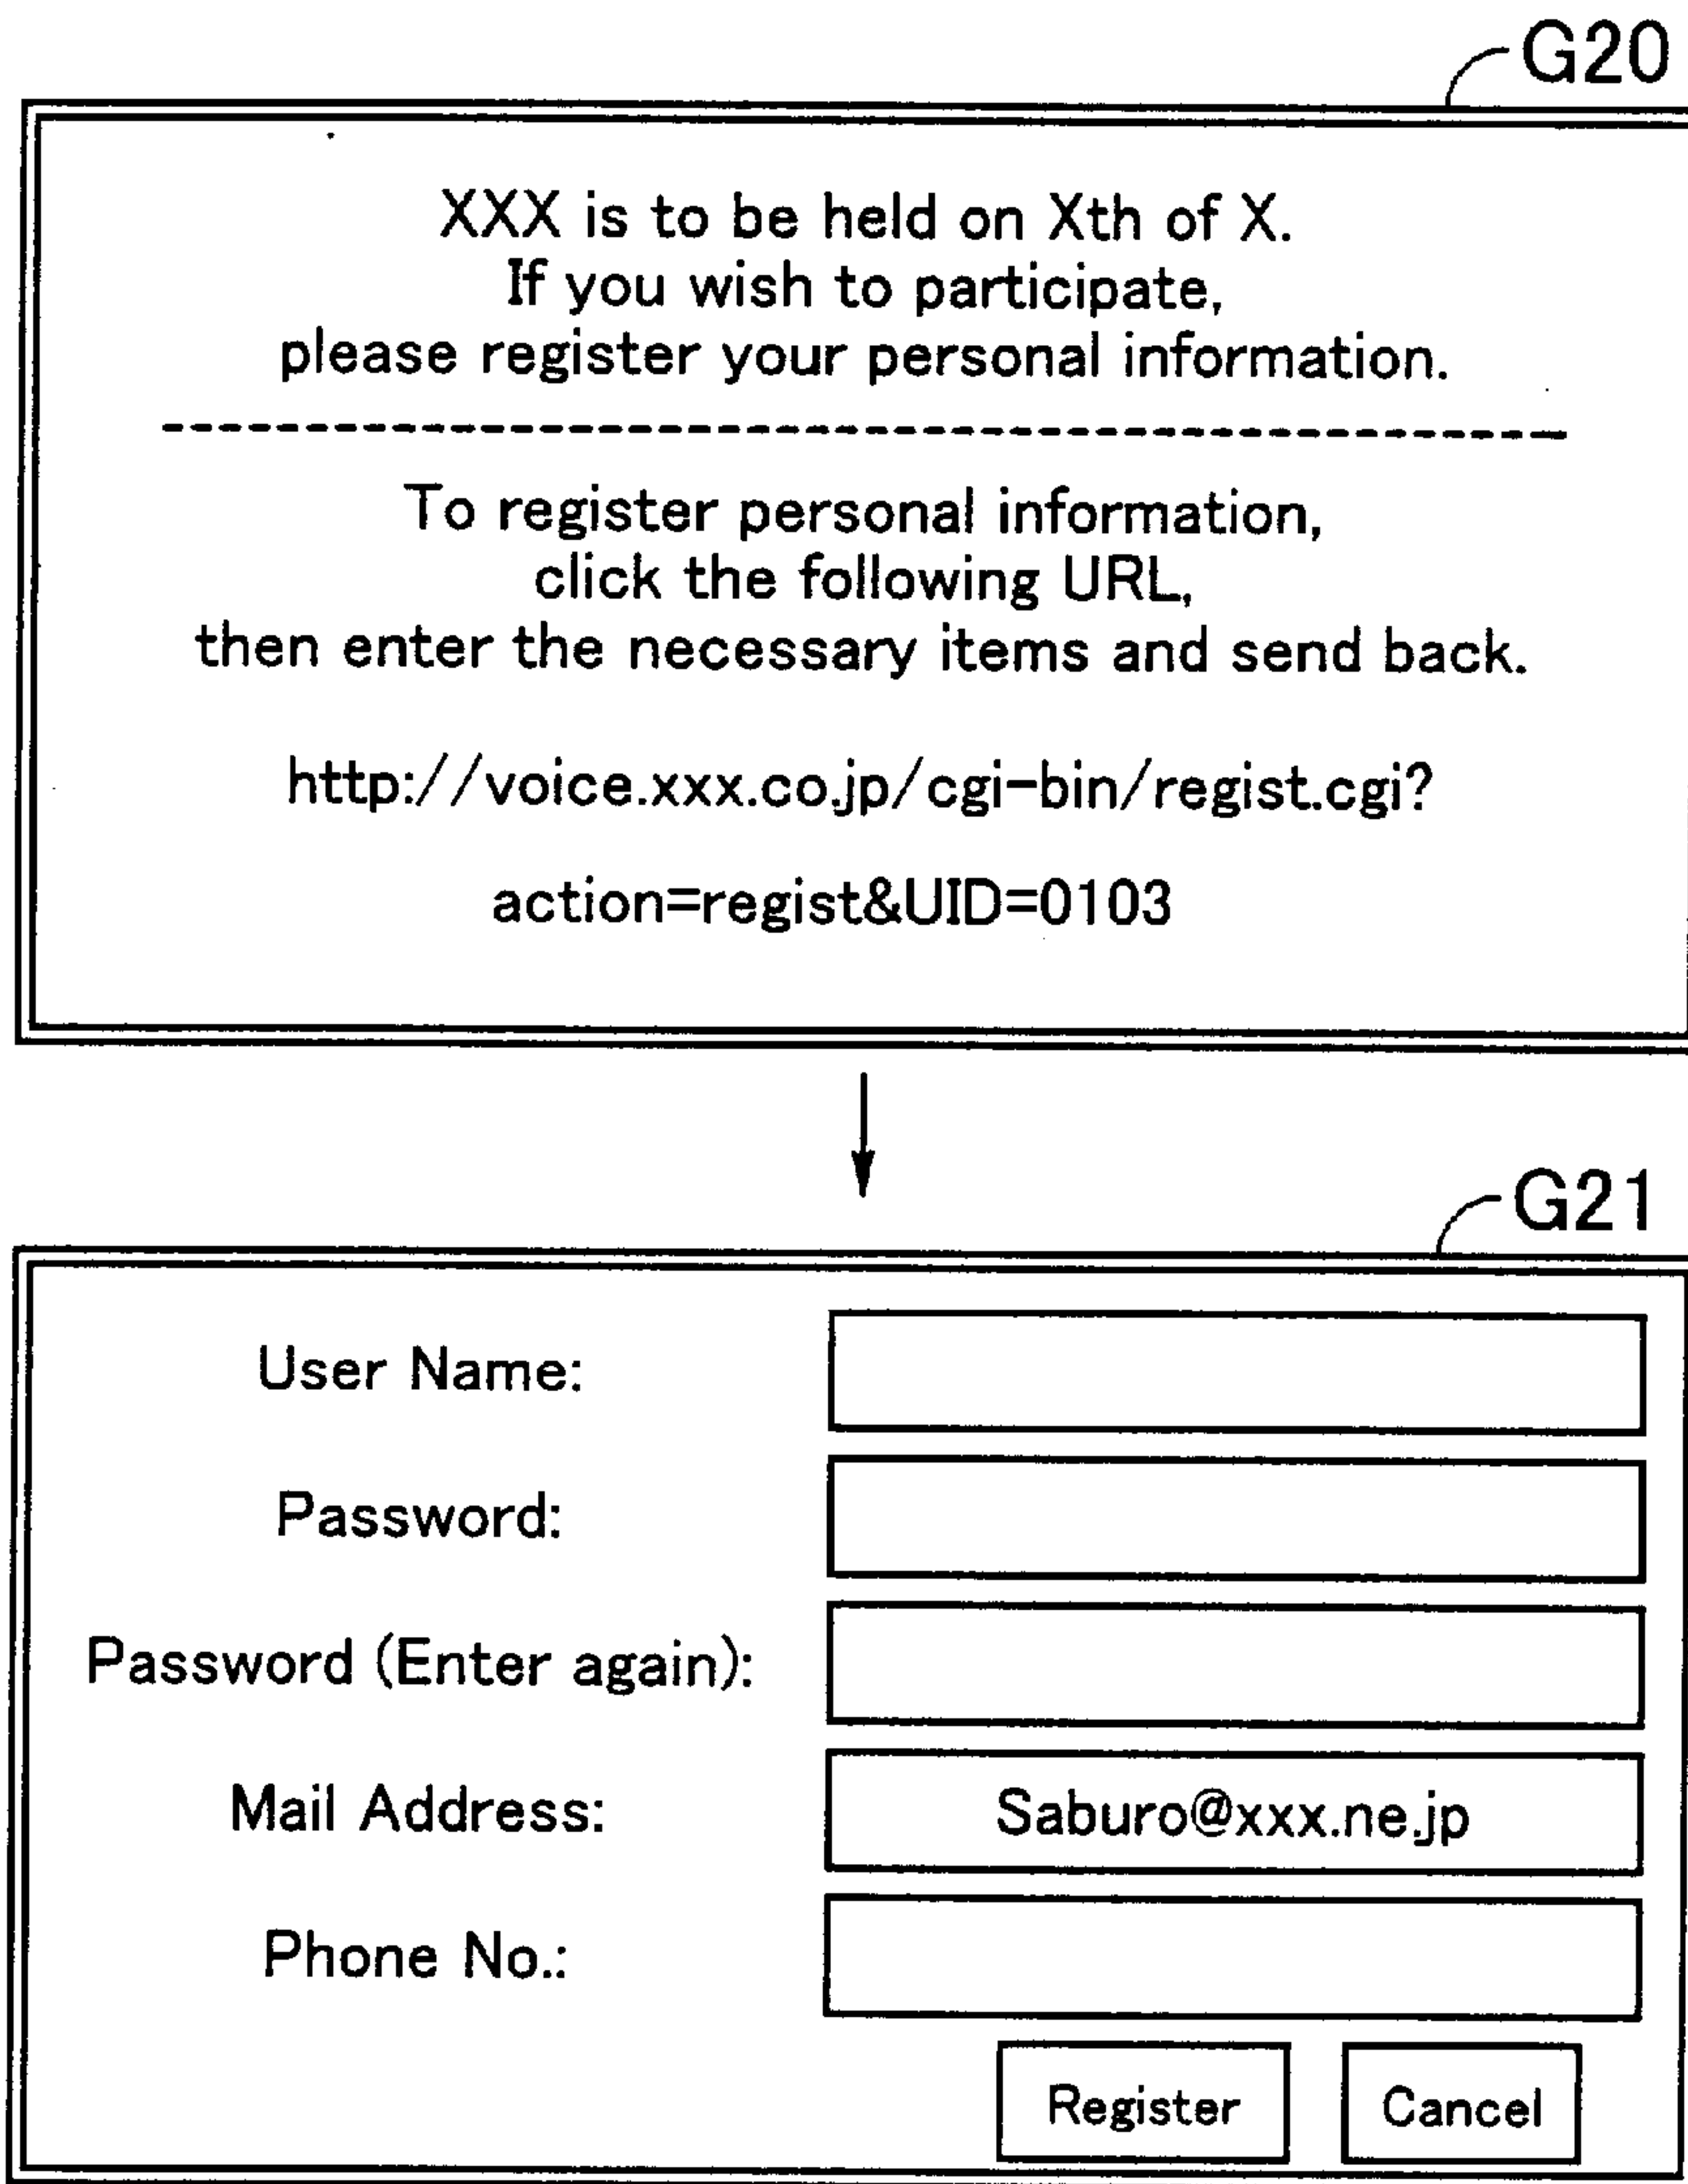 G20
XXX is to be held on Xth of X.
If you wish to participate,
please register your personal information.
To register personal information,
click the following URL,
then enter the necessary items and send back.
http://voice.xxx.co.jp/cgi-bin/regist.cgi?
action=regist&UID=0103
G21
User Name:
Password:
Password (Enter again):
Mail Address: Saburo@xxx.ne.jp
Phone No.:
Register Cancel